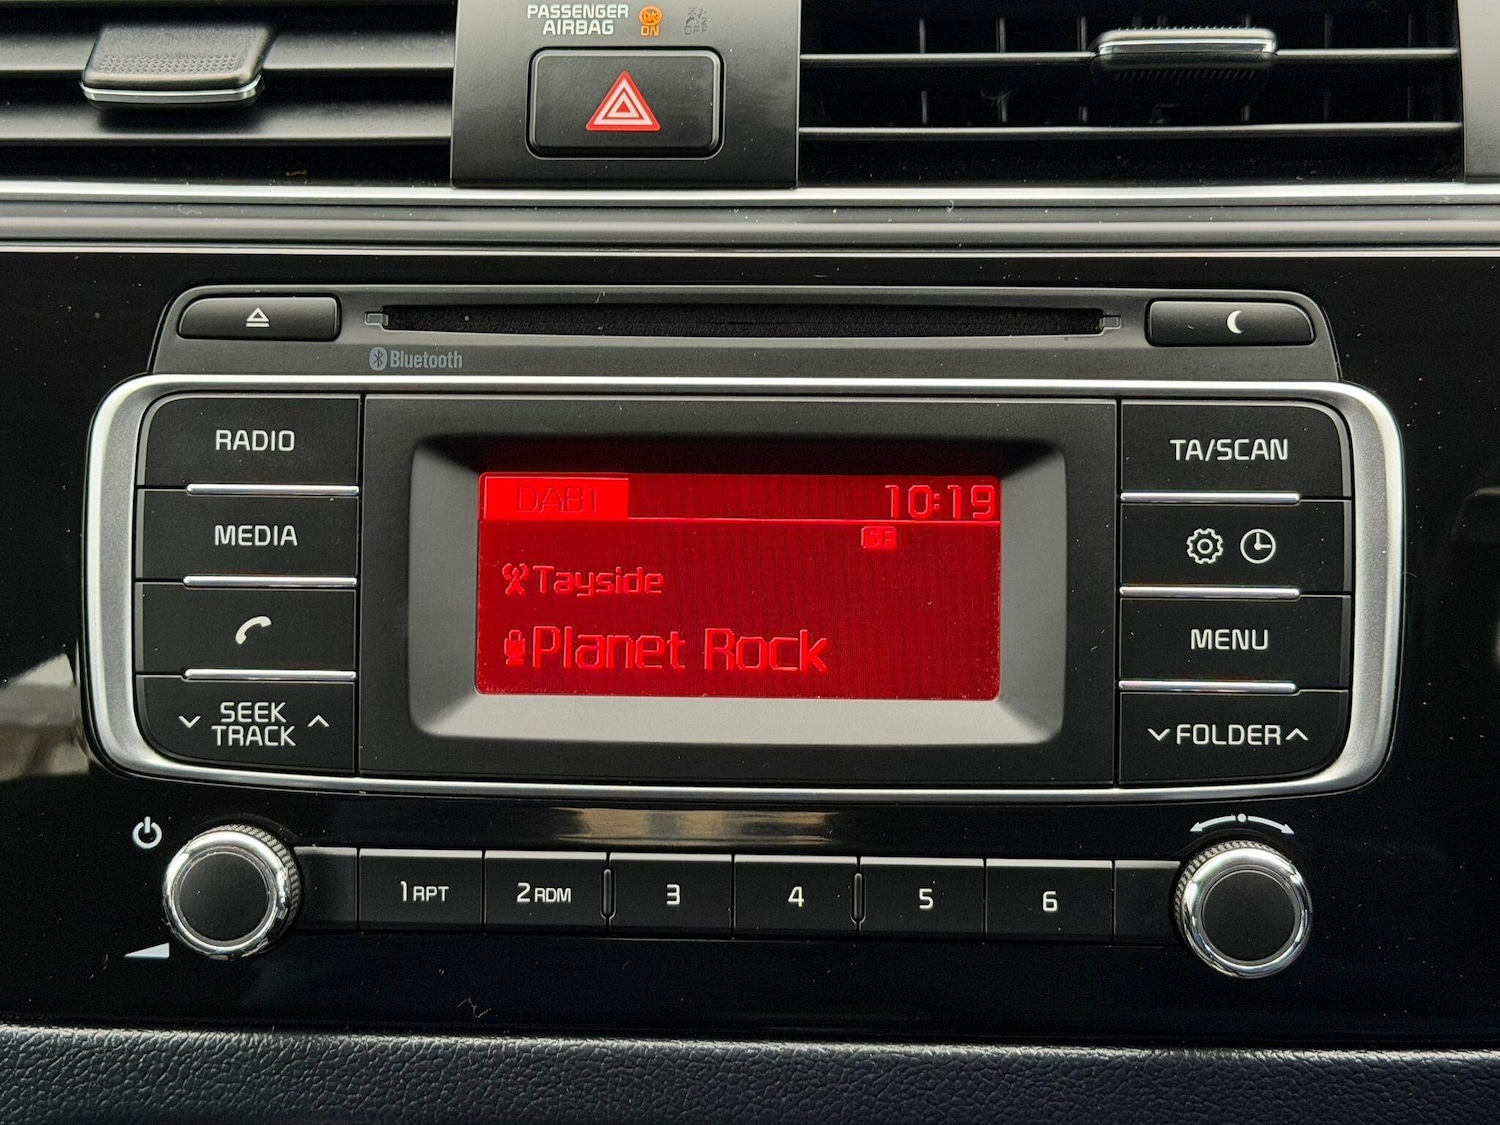 PASSENGER
AIRBAG
ON
OFF
Bluetooth
RADIO
MEDIA
SEEK
TRACK
DAB1
10:19
Tayside
Planet Rock
TA/SCAN
MENU
FOLDER
1 RPT
2 RDM
3
4
5
6